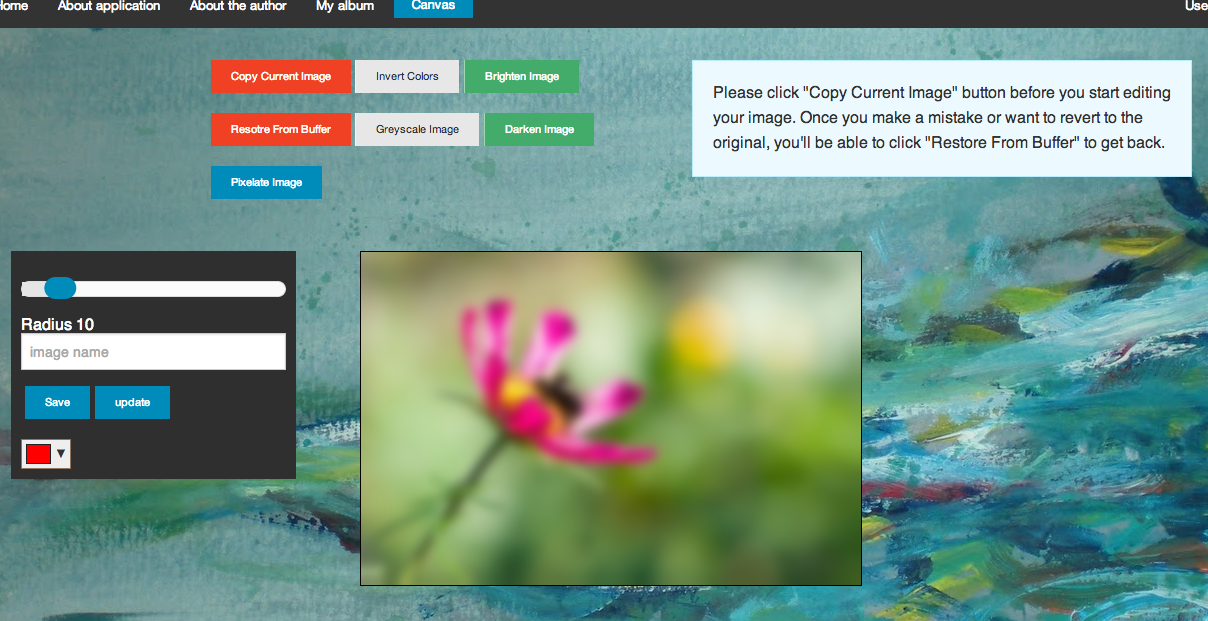 Home About application About the author My album Canvas Use
Copy Current Image Invert Colors Brighten Image
Resotre From Buffer Greyscale Image Darken Image
Pixelate Image
Please click "Copy Current Image" button before you start editing
your image. Once you make a mistake or want to revert to the
original, you'll be able to click "Restore From Buffer" to get back.
Radius 10
image name
Save update